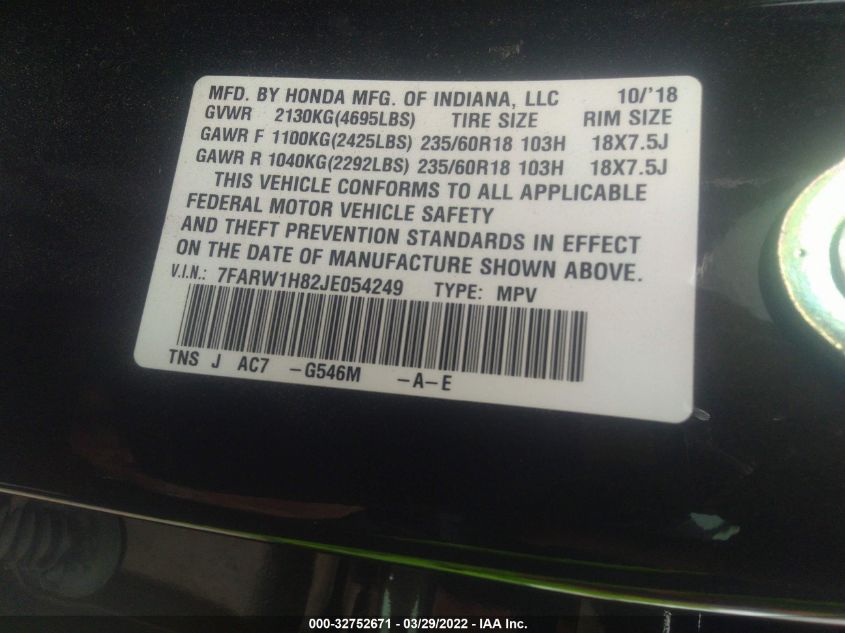 MFD. BY HONDA MFG. OF INDIANA, LLC 10/'18
GVWR 2130KG(4695LBS) TIRE SIZE RIM SIZE
GAWR F 1100KG(2425LBS) 235/60R18 103H 18X7.5J
GAWR R 1040KG(2292LBS) 235/60R18 103H 18X7.5J
THIS VEHICLE CONFORMS TO ALL APPLICABLE
FEDERAL MOTOR VEHICLE SAFETY
AND THEFT PREVENTION STANDARDS IN EFFECT
ON THE DATE OF MANUFACTURE SHOWN ABOVE.
V.I.N.: 7FARW1H82JE054249 TYPE: MPV
TNS J AC7 -G546M -A-E
000-32752671 - 03/29/2022 - IAA Inc.